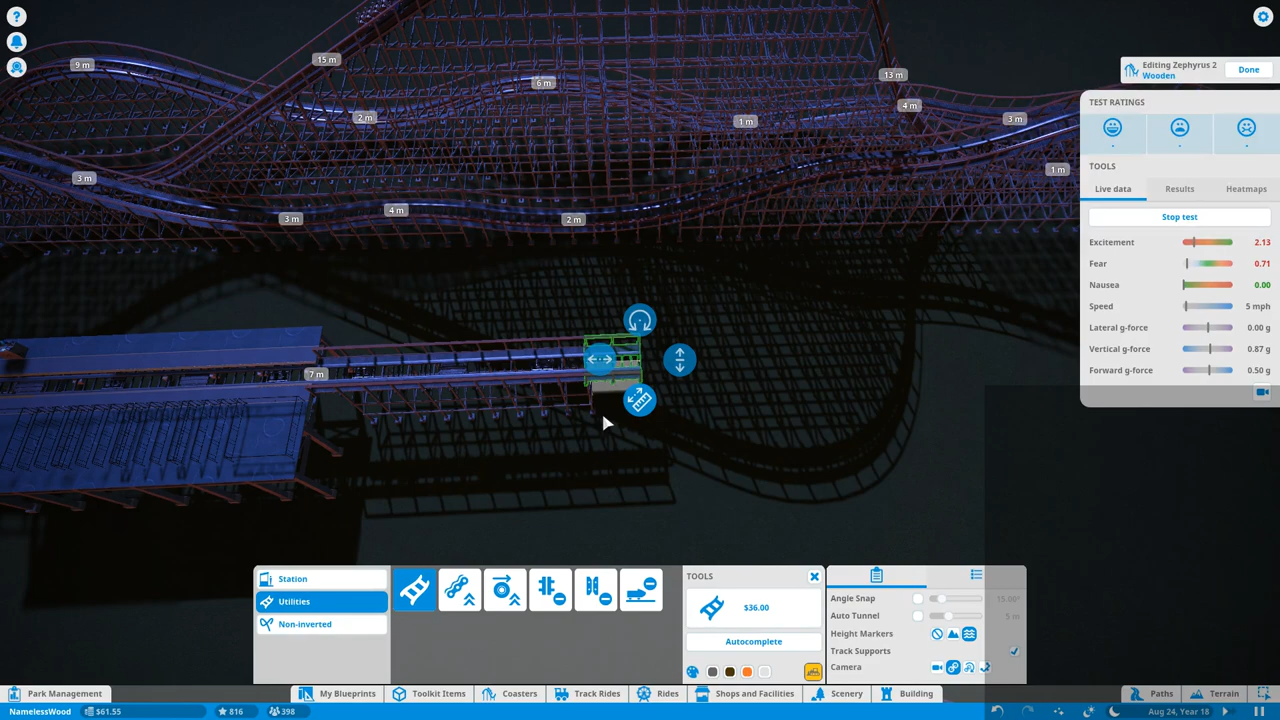 ?
9 m
15 m
2 m
6 m
1 m
13 m
4 m
3 m
1 m
3 m
3 m
4 m
2 m
7 m
Editing Zephyrus 2
Wooden
Done
TEST RATINGS
- - -
TOOLS
Live data Results Heatmaps
Stop test
Excitement 2.13
Fear 0.71
Nausea 0.00
Speed 5 mph
Lateral g-force 0.00 g
Vertical g-force 0.87 g
Forward g-force 0.50 g
Station
Utilities
Non-inverted
TOOLS
$36.00
Autocomplete
Angle Snap 15.00°
Auto Tunnel 5 m
Height Markers
Track Supports
Camera
Park Management My Blueprints Toolkit Items Coasters Track Rides Rides Shops and Facilities Scenery Building Paths Terrain
NamelessWood $61.55 816 398 Aug 24, Year 18